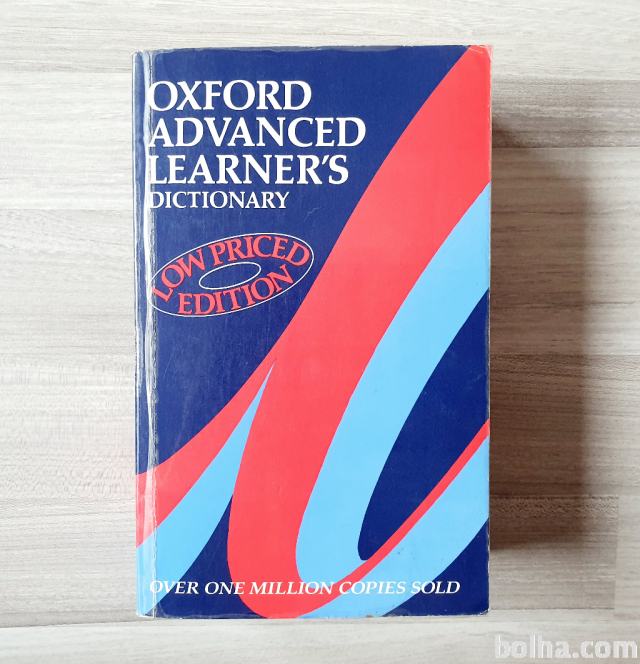 OXFORD
ADVANCED
LEARNER'S
DICTIONARY
LOW PRICED
EDITION
OVER ONE MILLION COPIES SOLD
bolha.com